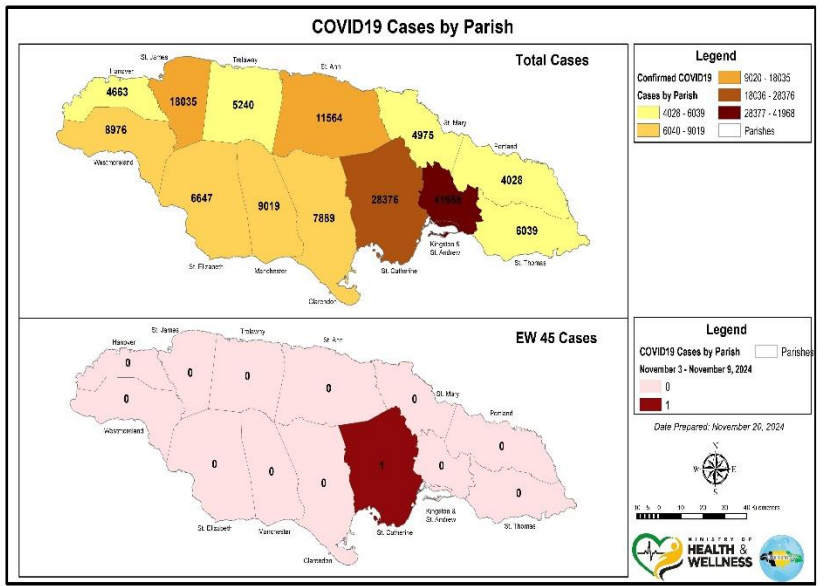 COVID19 Cases by Parish
Total Cases
St. James
Trelawny
St. Ann
Hanover
4663
18035
5240
11564
4975
St. Mary
8976
Portland
Westmoreland
4028
6647
9019
7889
28376
41968
6039
Kingston &
St. Andrew
St. Thomas
St. Elizabeth
Manchester
St. Catherine
Clarendon
Legend
Confirmed COVID19
Cases by Parish
4028 - 6039
6040 - 9019
9020 - 18035
18036 - 28376
28377 - 41968
Parishes
EW 45 Cases
St. James
Trelawny
St. Ann
Hanover
0
0
0
0
0
St. Mary
0
Portland
Westmoreland
0
0
0
0
1
0
0
Kingston &
St. Andrew
St. Thomas
St. Elizabeth
Manchester
St. Catherine
Clarendon
Legend
COVID19 Cases by Parish
Parishes
November 3 - November 9, 2024
0
1
Date Prepared: November 20, 2024
N
W E
S
10 5 0 10 20 30 40 Kilometers
MINISTRY OF
HEALTH &
WELLNESS